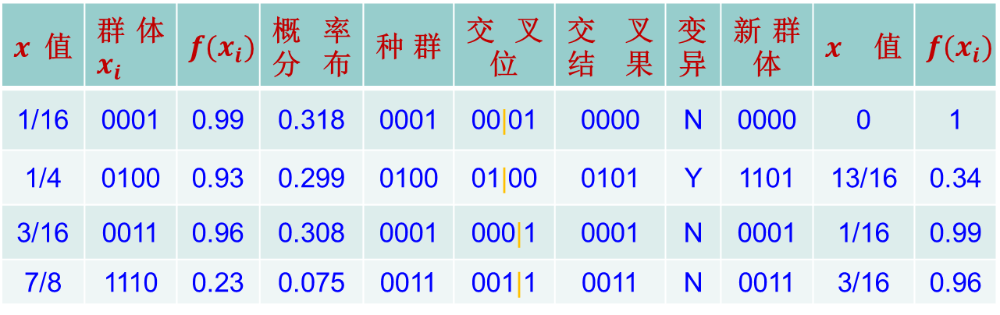 x 值 群体 x_i f(x_i) 概率分布 种群 交叉位 交叉结果 变异 新群体 x 值 f(x_i)
1/16 0001 0.99 0.318 0001 00|01 0000 N 0000 0 1
1/4 0100 0.93 0.299 0100 01|00 0101 Y 1101 13/16 0.34
3/16 0011 0.96 0.308 0001 000|1 0001 N 0001 1/16 0.99
7/8 1110 0.23 0.075 0011 001|1 0011 N 0011 3/16 0.96